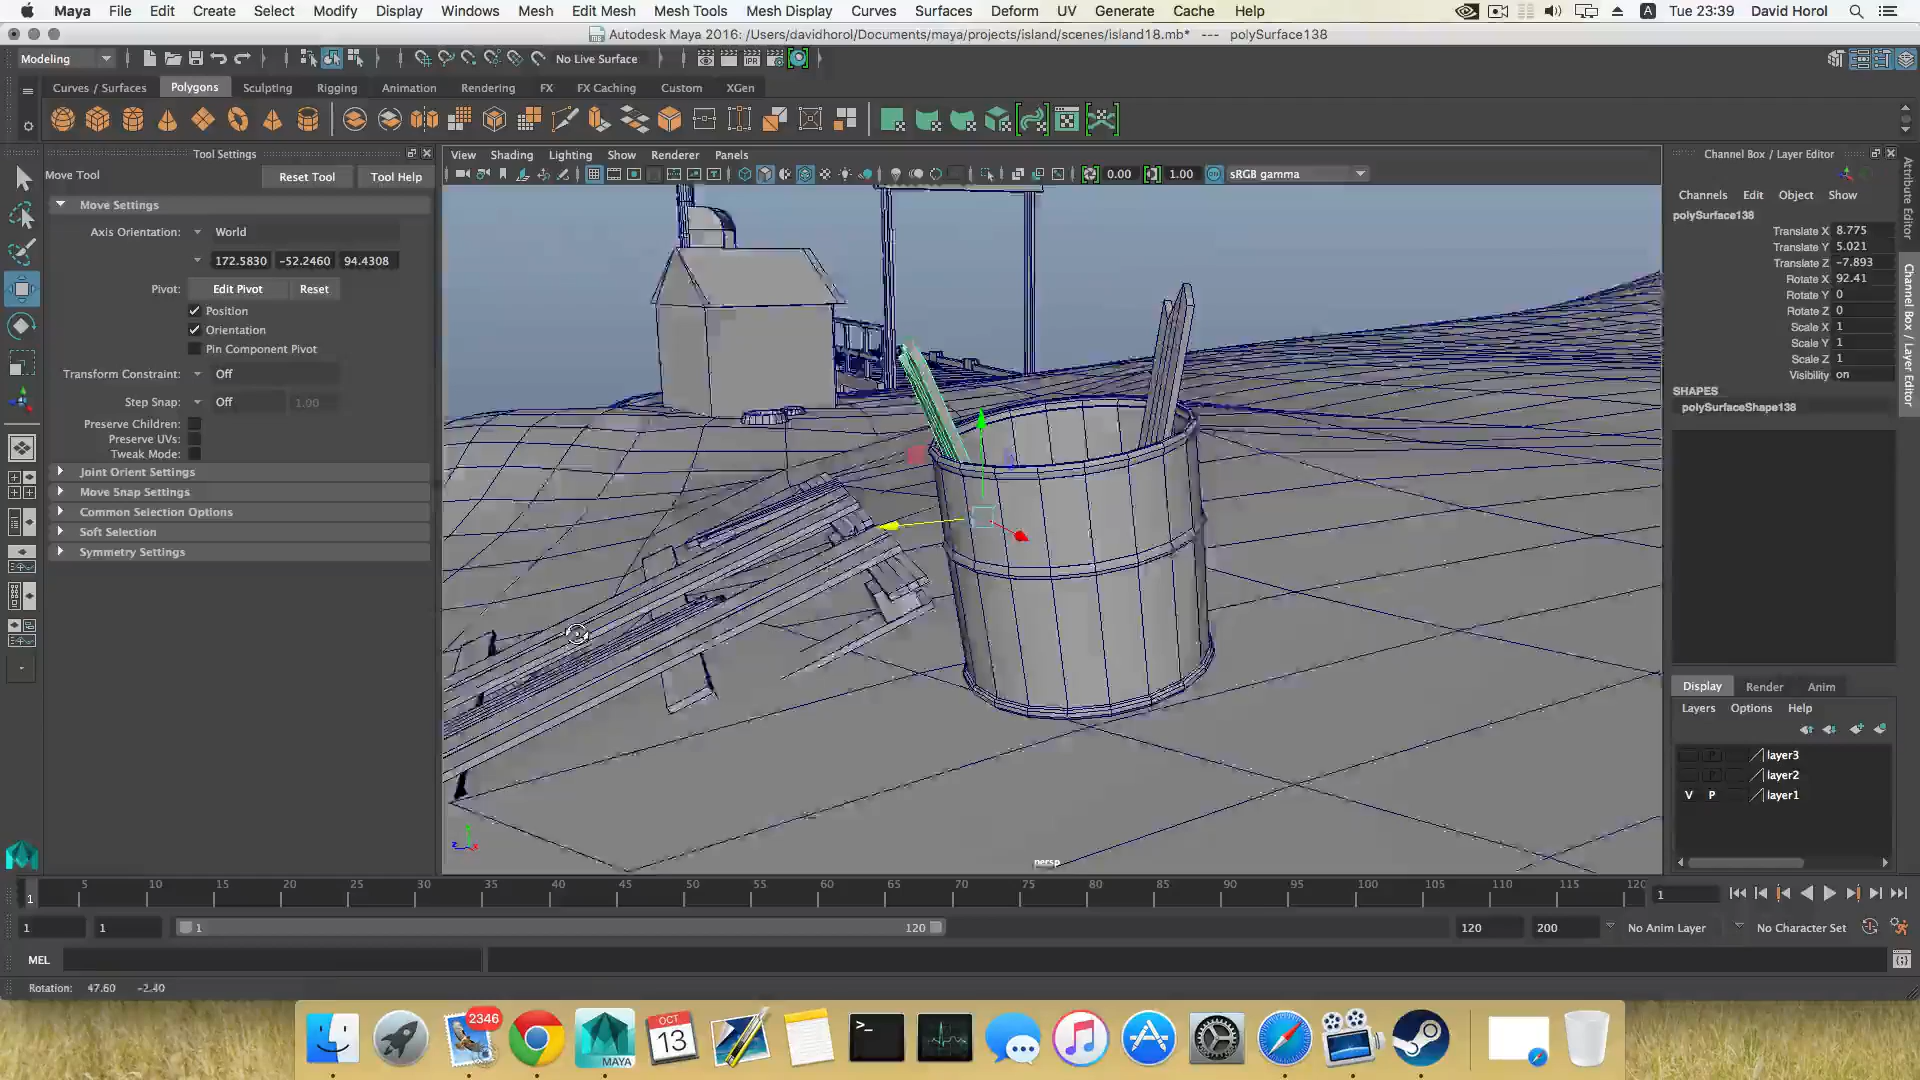 Maya File Edit Create Select Modify Display Windows Mesh Edit Mesh Mesh Tools Mesh Display Curves Surfaces Deform UV Generate Cache Help A Tue 23:39 David Horol
Autodesk Maya 2016: /Users/davidhorol/Documents/maya/projects/island/scenes/island18.mb* --- polySurface138
Modeling No Live Surface
Curves / Surfaces Polygons Sculpting Rigging Animation Rendering FX FX Caching Custom XGen
Tool Settings
Move Tool Reset Tool Tool Help
Move Settings
Axis Orientation: World
172.5830 -52.2460 94.4308
Pivot: Edit Pivot Reset
Position
Orientation
Pin Component Pivot
Transform Constraint: Off
Step Snap: Off 1.00
Preserve Children:
Preserve UVs:
Tweak Mode:
Joint Orient Settings
Move Snap Settings
Common Selection Options
Soft Selection
Symmetry Settings
View Shading Lighting Show Renderer Panels
0.00 1.00 sRGB gamma
persp
Channel Box / Layer Editor
Channels Edit Object Show
polySurface138
Translate X 8.775
Translate Y 5.021
Translate Z -7.893
Rotate X 92.41
Rotate Y 0
Rotate Z 0
Scale X 1
Scale Y 1
Scale Z 1
Visibility on
SHAPES
polySurfaceShape138
Attribute Editor
Channel Box / Layer Editor
Display Render Anim
Layers Options Help
P layer3
P layer2
V P layer1
1 5 10 15 20 25 30 35 40 45 50 55 60 65 70 75 80 85 90 95 100 105 110 115 120 1
1 1 1 120 120 200 No Anim Layer No Character Set
MEL
Rotation: 47.60 -2.40
2346
MAYA
OCT
13